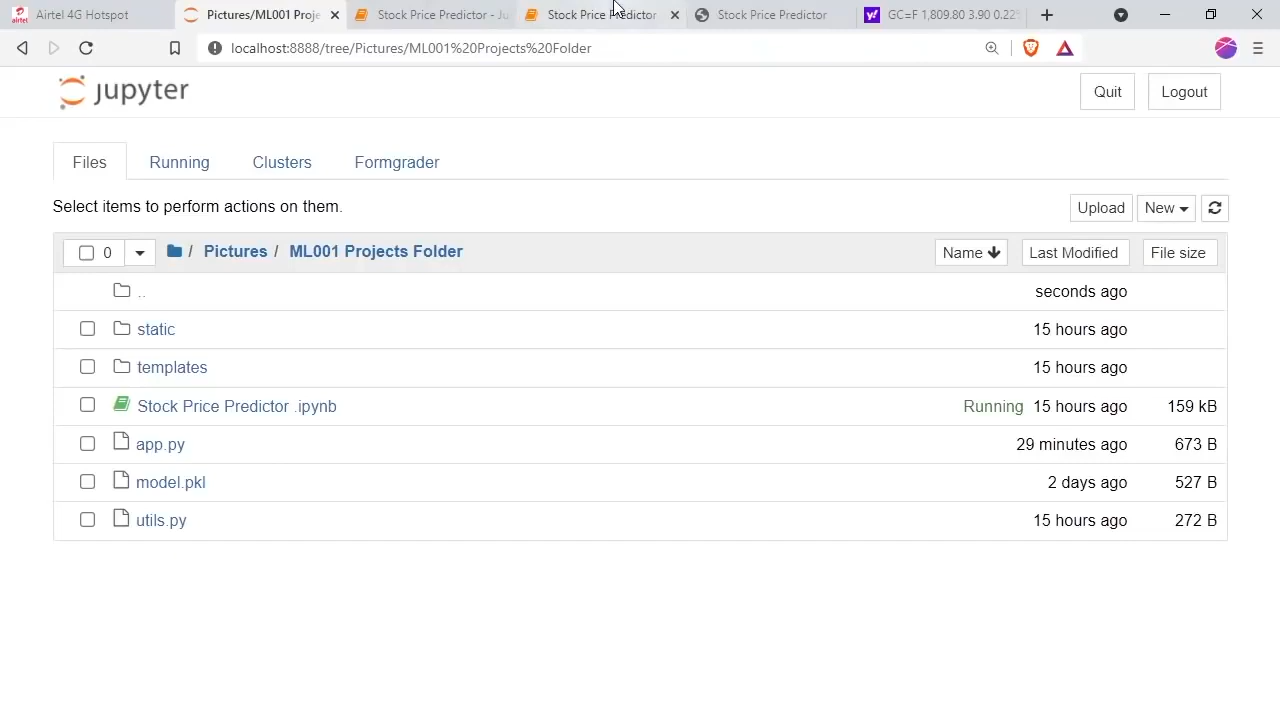 airtel Airtel 4G Hotspot
Pictures/ML001 Proje
Stock Price Predictor - Ju
Stock Price Predictor
Stock Price Predictor
y! GC=F 1,809.80 3.90 0.22%
localhost:8888/tree/Pictures/ML001%20Projects%20Folder
jupyter
Quit
Logout
Files
Running
Clusters
Formgrader
Select items to perform actions on them.
Upload
New
0
/ Pictures / ML001 Projects Folder
Name
Last Modified
File size
..
seconds ago
static
15 hours ago
templates
15 hours ago
Stock Price Predictor .ipynb
Running 15 hours ago
159 kB
app.py
29 minutes ago
673 B
model.pkl
2 days ago
527 B
utils.py
15 hours ago
272 B